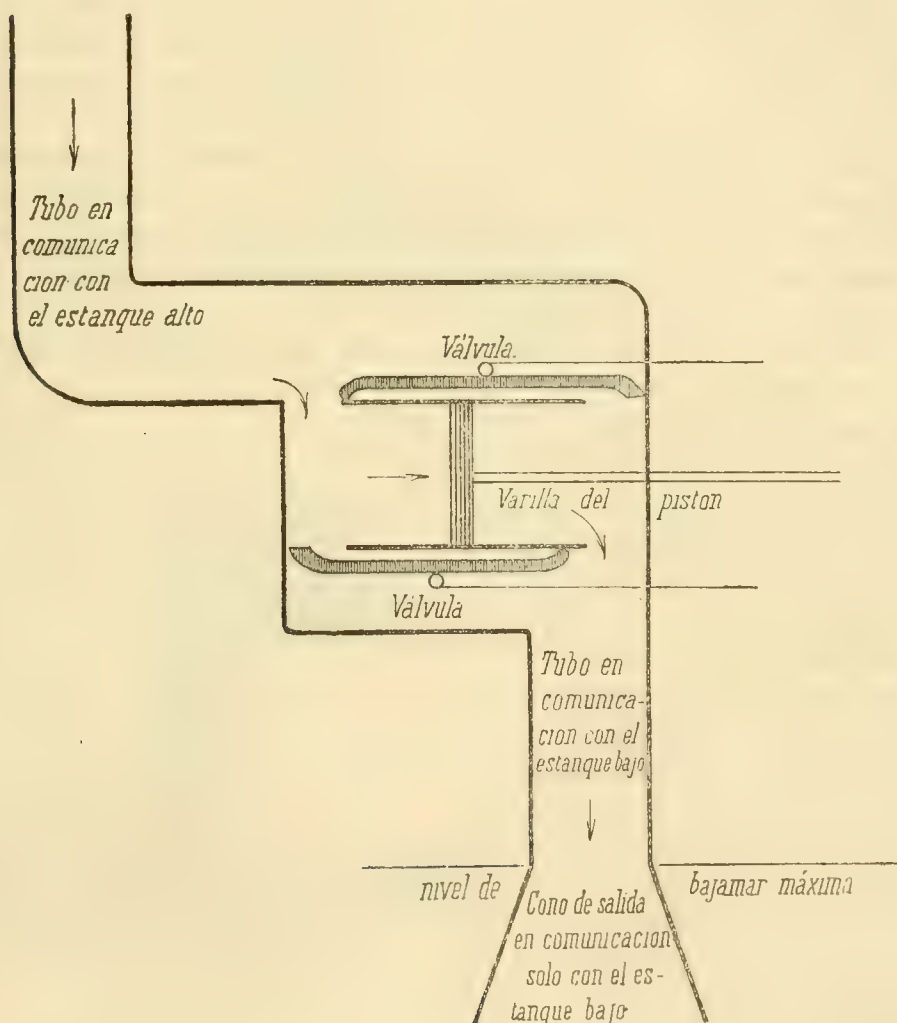 Tubo en
comunica
cion con
el estanque alto
Válvula.
Varilla del piston
Válvula
Tubo en
comunica-
cion con el
estanque bajo
nivel de bajamar máxima
Cono de salida
en comunicacion
solo con el es-
tanque bajo